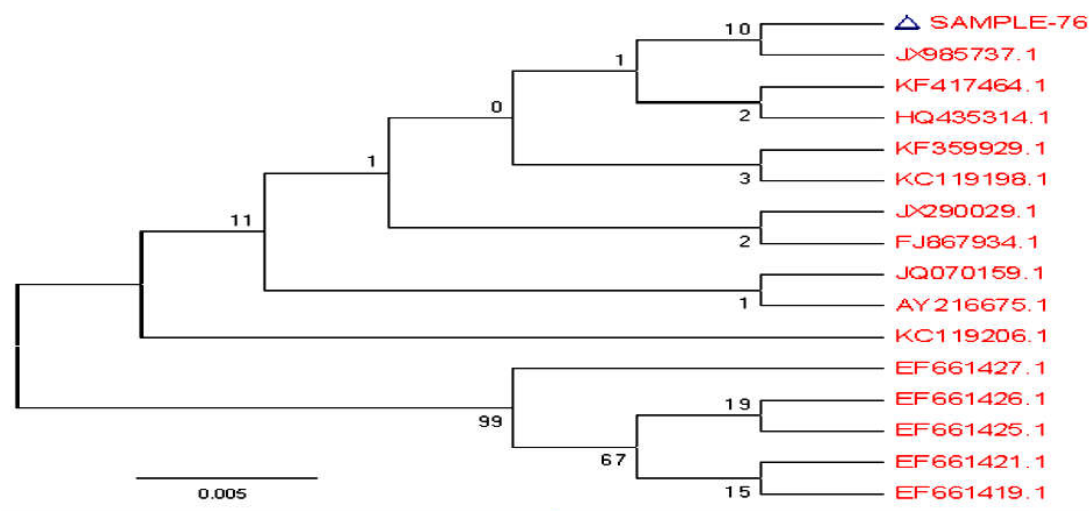 10
SAMPLE-76
JX985737.1
1
KF417464.1
0
2
HQ435314.1
KF359929.1
1
3
KC119198.1
JX290029.1
11
2
FJ867934.1
JQ070159.1
1
AY216675.1
KC119206.1
EF661427.1
19
EF661426.1
99
EF661425.1
67
EF661421.1
15
EF661419.1
0.005